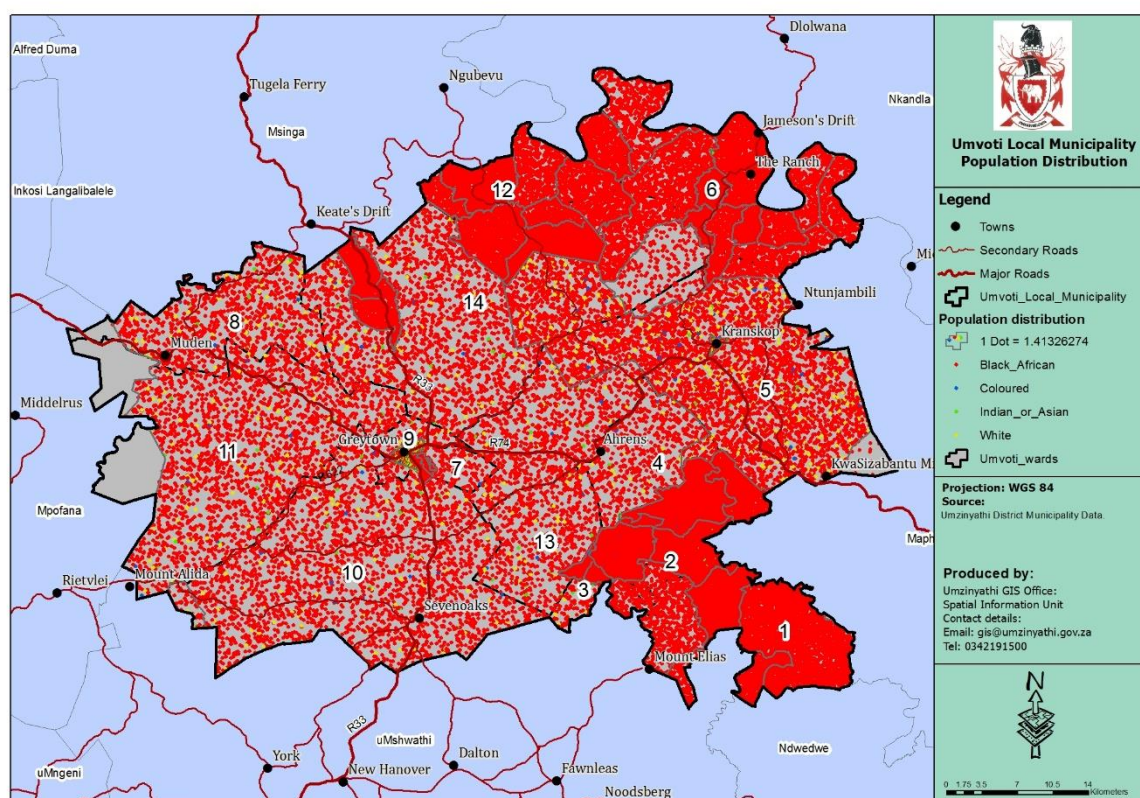 Alfred Duma
Dlolwana
Tugela Ferry
Ngubevu
Nkandla
Msinga
Jameson's Drift
The Ranch
12
6
Inkosi Langalibalele
Keate's Drift
Ntunjambili
14
8
Kranskop
Muden
R33
5
Middelrus
9
Greytown
R74
Ahrens
11
7
4
KwaSizabantu Mi
Mpofana
Maph
13
2
Mount Alida
10
3
Rietvlei
Sevenoaks
1
Mount Elias
R33
uMshwathi
Ndwedwe
York
Dalton
uMngeni
New Hanover
Fawnleas
Noodsberg
Umvoti Local Municipality
Population Distribution
Legend
Towns
Secondary Roads
Major Roads
Umvoti_Local_Municipality
Population distribution
1 Dot = 1.41326274
Black_African
Coloured
Indian_or_Asian
White
Umvoti_wards
Projection: WGS 84
Source:
Umzinyathi District Municipality Data.
Produced by:
Umzinyathi GIS Office:
Spatial Information Unit
Contact details:
Email: gis@umzinyathi.gov.za
Tel: 0342191500
N
0 1.75 3.5 7 10.5 14
Kilometers